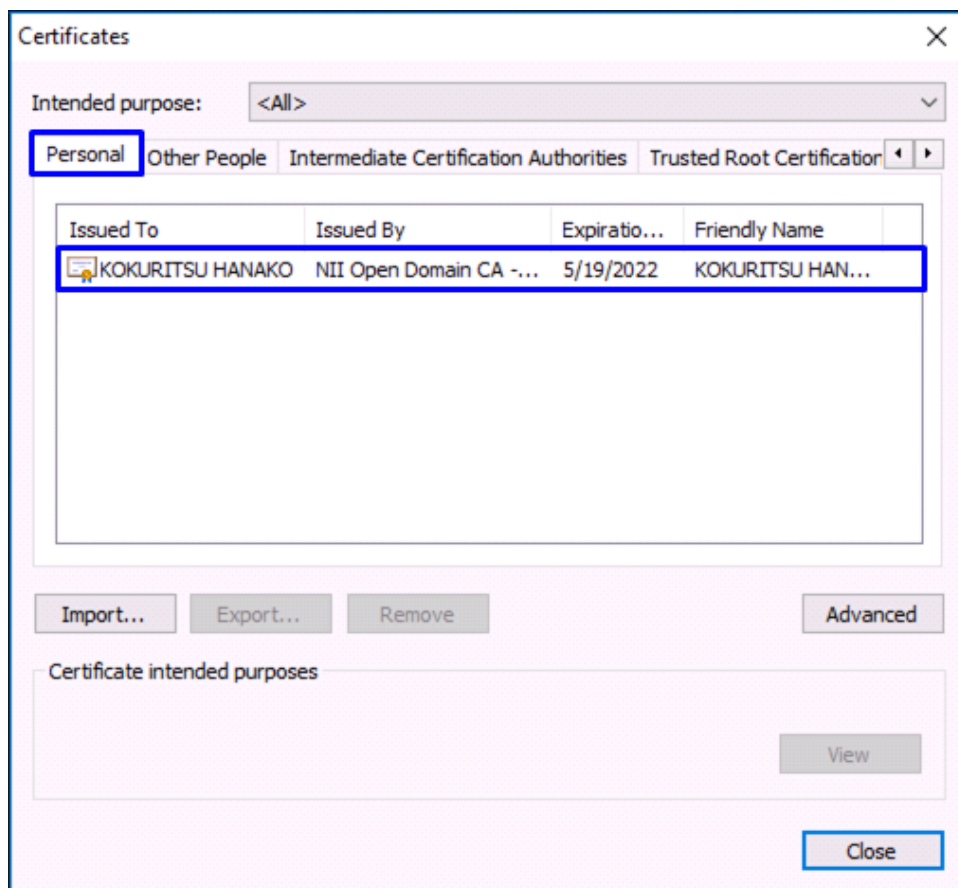 Certificates
Intended purpose: <All>
Personal Other People Intermediate Certification Authorities Trusted Root Certification
Issued To Issued By Expiratio... Friendly Name
KOKURITSU HANAKO NII Open Domain CA -... 5/19/2022 KOKURITSU HAN...
Import... Export... Remove Advanced
Certificate intended purposes
View
Close